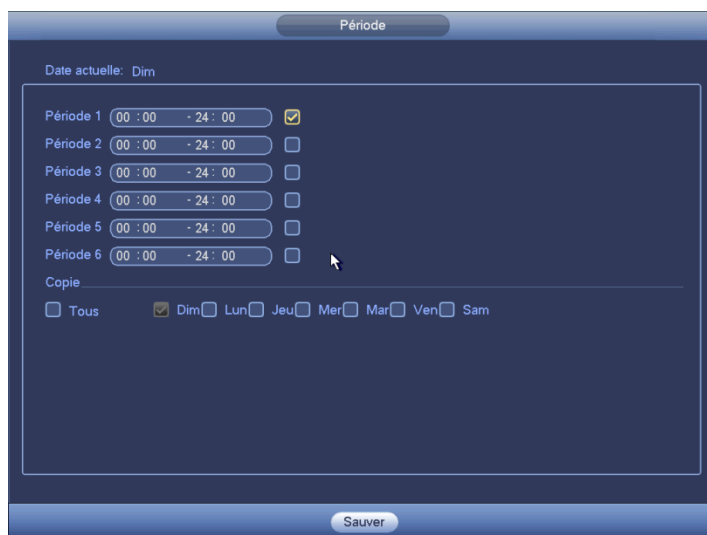 Période
Date actuelle: Dim
Période 1 00 : 00 - 24 : 00
Période 2 00 : 00 - 24 : 00
Période 3 00 : 00 - 24 : 00
Période 4 00 : 00 - 24 : 00
Période 5 00 : 00 - 24 : 00
Période 6 00 : 00 - 24 : 00
Copie
Tous Dim Lun Jeu Mer Mar Ven Sam
Sauver